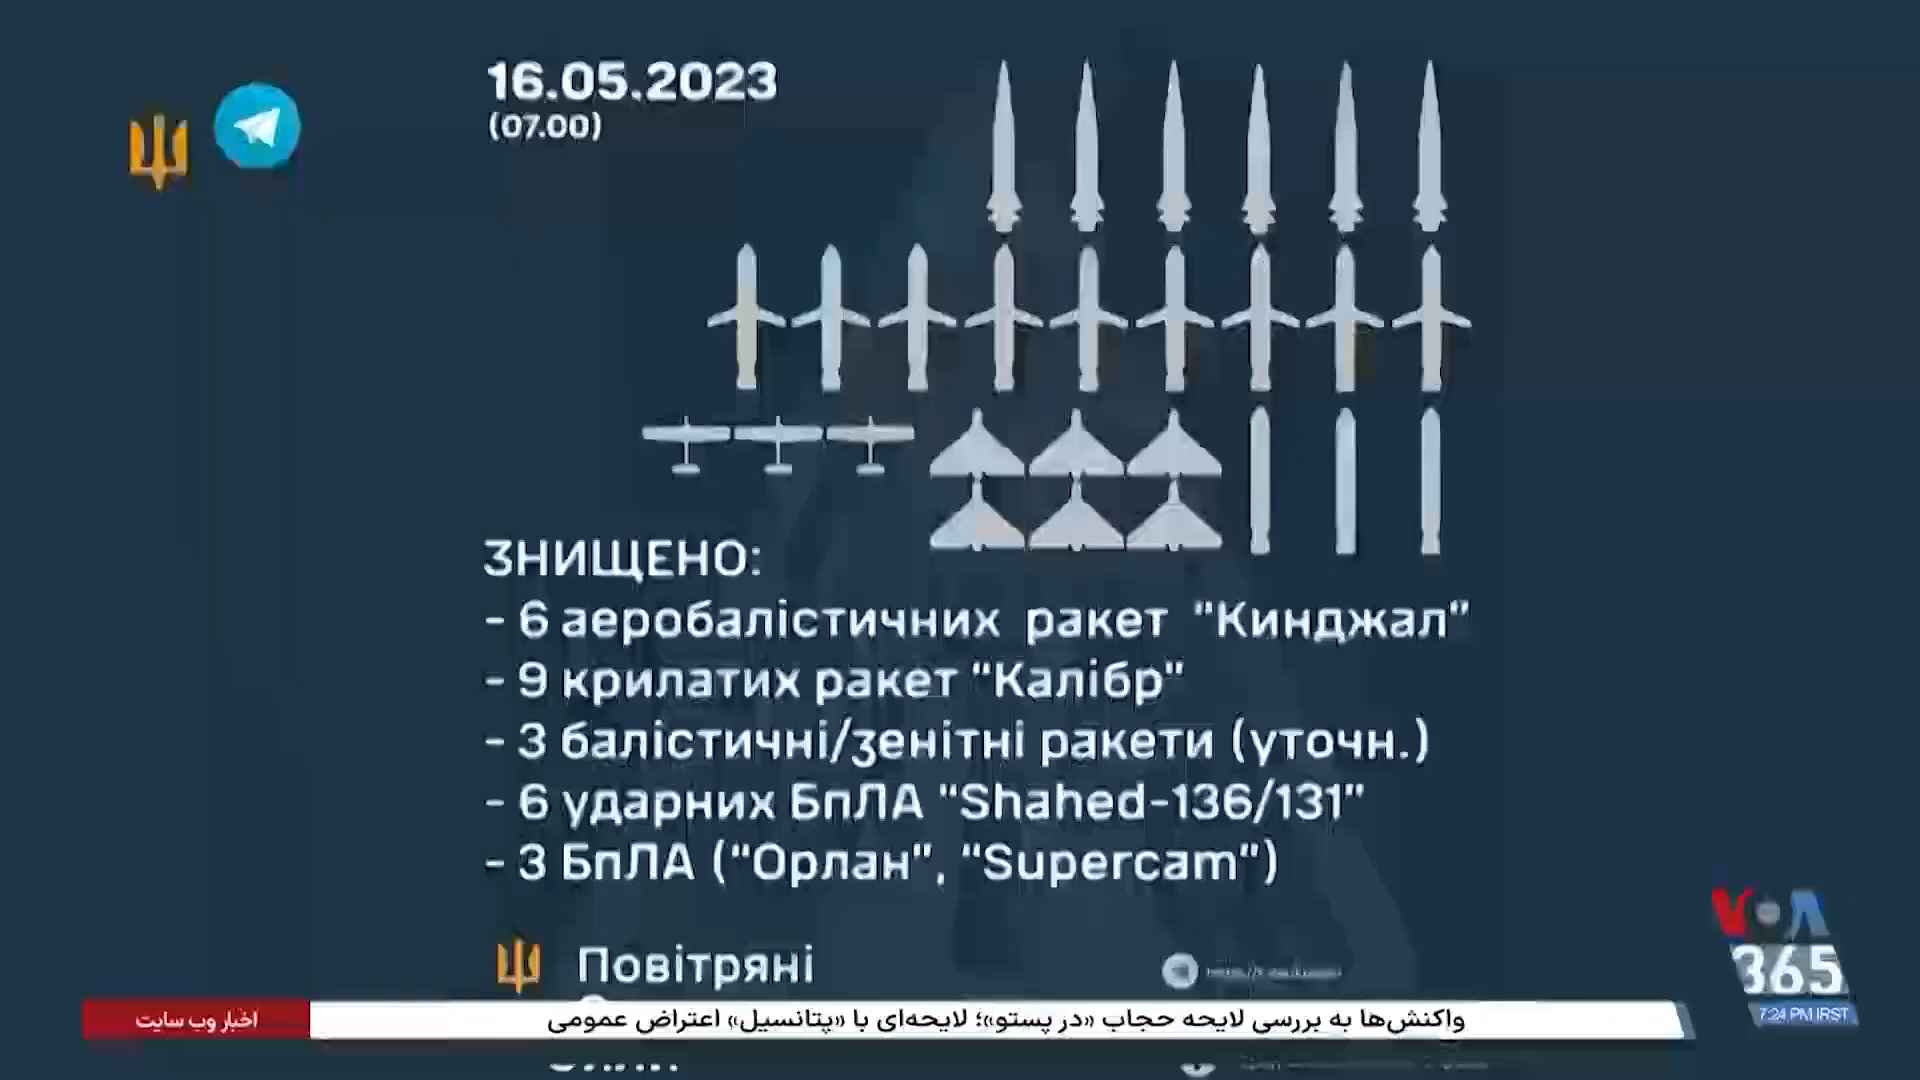 16.05.2023
(07.00)
ЗНИЩЕНО:
- 6 аеробалістичних ракет "Кинджал"
- 9 крилатих ракет "Калібр"
- 3 балістичні/зенітні ракети (уточн.)
- 6 ударних БпЛА "Shahed-136/131"
- 3 БпЛА ("Орлан", "Supercam")
Повітряні
VOA
365
7:24 PM IRST
اخبار وب سایت
واکنش‌ها به بررسی لایحه حجاب «در پستو»؛ لایحه‌ای با «پتانسیل» اعتراض عمومی